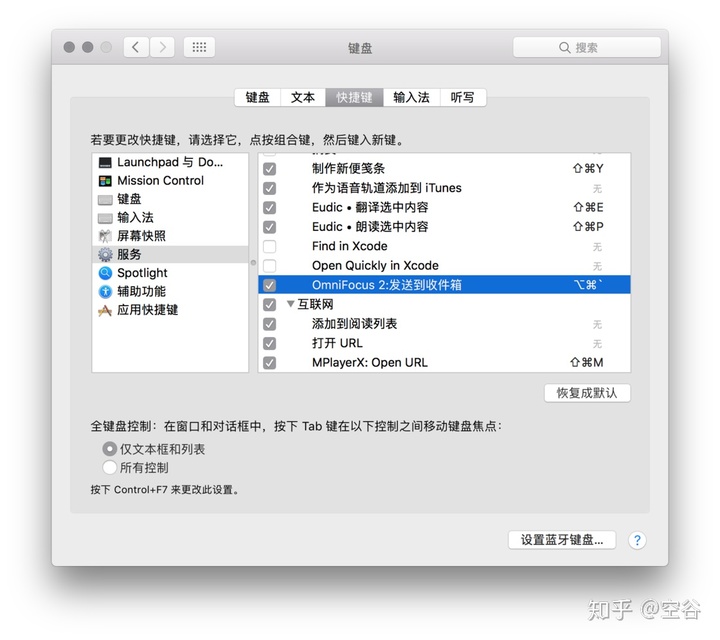 键盘
搜索
键盘 文本 快捷键 输入法 听写
若要更改快捷键，请选择它，点按组合键，然后键入新键。
Launchpad 与 Do...
Mission Control
键盘
输入法
屏幕快照
服务
Spotlight
辅助功能
应用快捷键
制作新便笺条 ⇧⌘Y
作为语音轨道添加到 iTunes 无
Eudic • 翻译选中内容 ⇧⌘E
Eudic • 朗读选中内容 ⇧⌘P
Find in Xcode 无
Open Quickly in Xcode 无
OmniFocus 2:发送到收件箱 ⌥⌘`
互联网
添加到阅读列表 无
打开 URL 无
MPlayerX: Open URL ⇧⌘M
恢复成默认
全键盘控制：在窗口和对话框中，按下 Tab 键在以下控制之间移动键盘焦点：
仅文本框和列表
所有控制
按下 Control+F7 来更改此设置。
设置蓝牙键盘... ?
知乎 @空谷